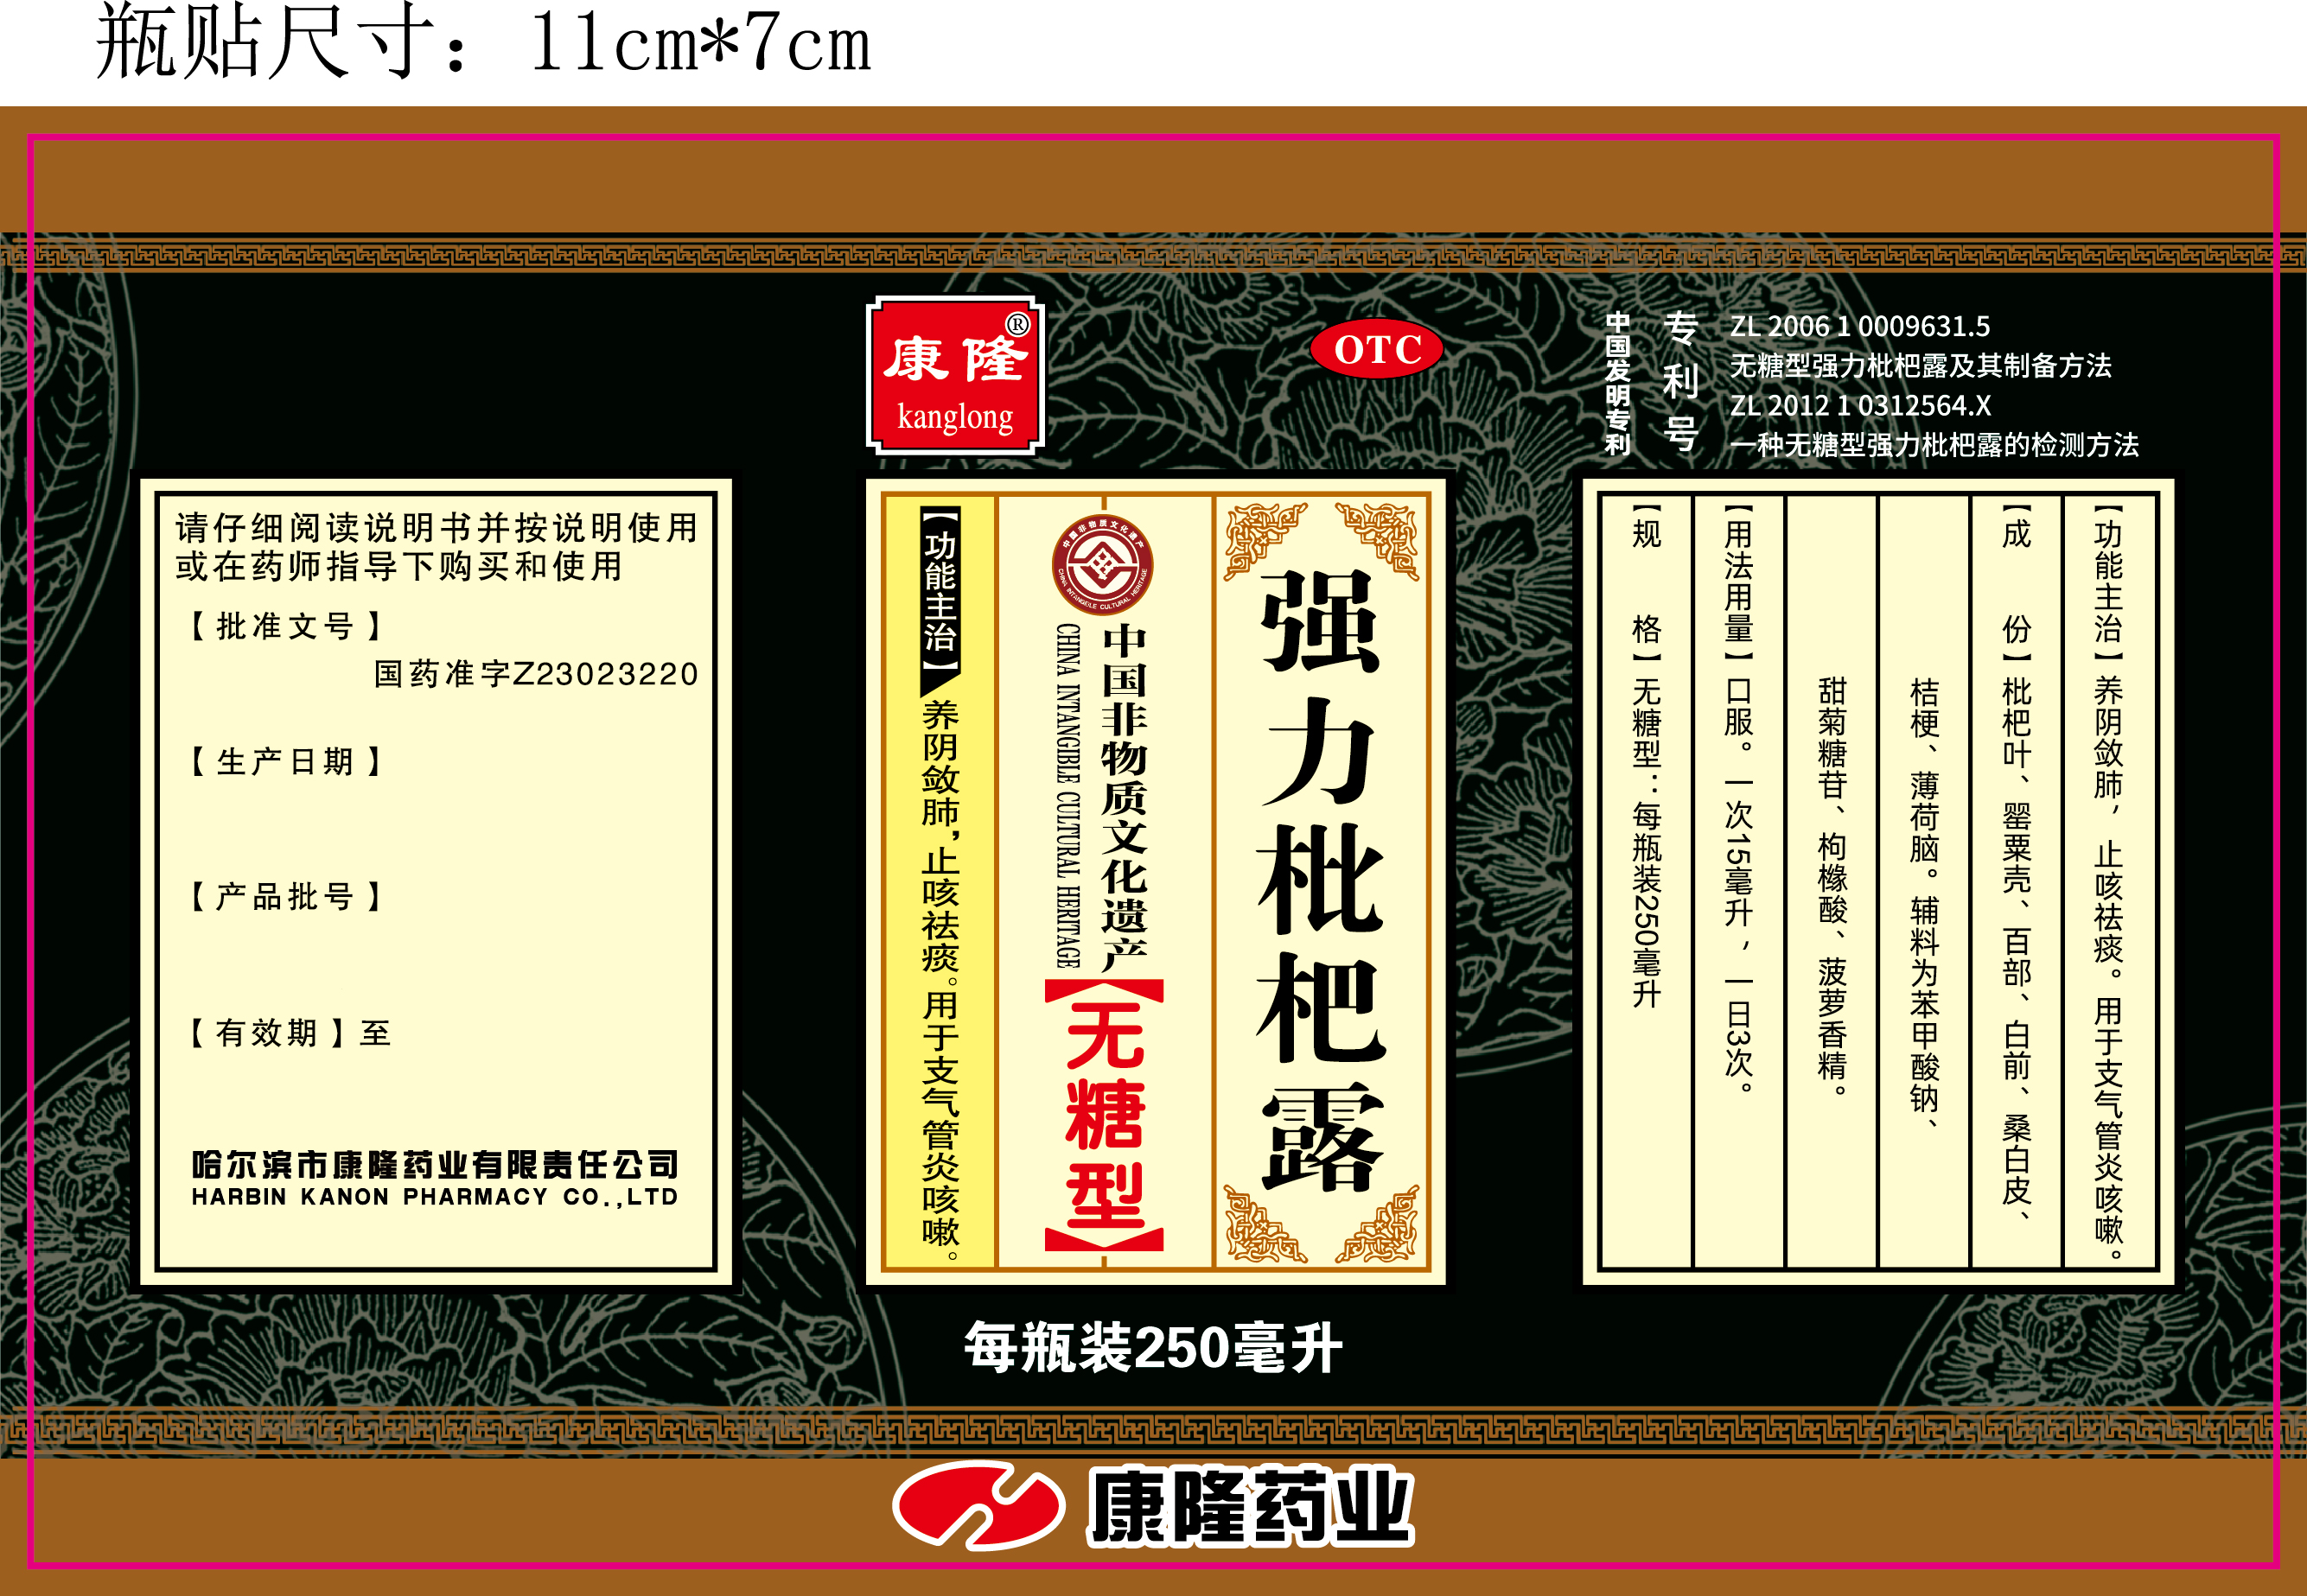 瓶贴尺寸：11cm*7cm
康隆®
kanglong
OTC
中国发明专利
专利号
ZL 2006 1 0009631.5
无糖型强力枇杷露及其制备方法
ZL 2012 1 0312564.X
一种无糖型强力枇杷露的检测方法
请仔细阅读说明书并按说明使用
或在药师指导下购买和使用
【批准文号】
国药准字Z23023220
【生产日期】
【产品批号】
【有效期】至
哈尔滨市康隆药业有限责任公司
HARBIN KANON PHARMACY CO.,LTD
强力枇杷露
中国非物质文化遗产
CHINA INTANGIBLE CULTURAL HERITAGE
中国非物质文化遗产
CHINA INTANGEILE CULTURAL HERITAGE
【无糖型】
【功能主治】养阴敛肺，止咳祛痰。用于支气管炎咳嗽。
【功能主治】养阴敛肺，止咳祛痰。用于支气管炎咳嗽。
【成份】枇杷叶、罂粟壳、百部、白前、桑白皮、
桔梗、薄荷脑。辅料为苯甲酸钠、
甜菊糖苷、枸橼酸、菠萝香精。
【用法用量】口服。一次15毫升，一日3次。
【规格】无糖型：每瓶装250毫升
每瓶装250毫升
康隆药业